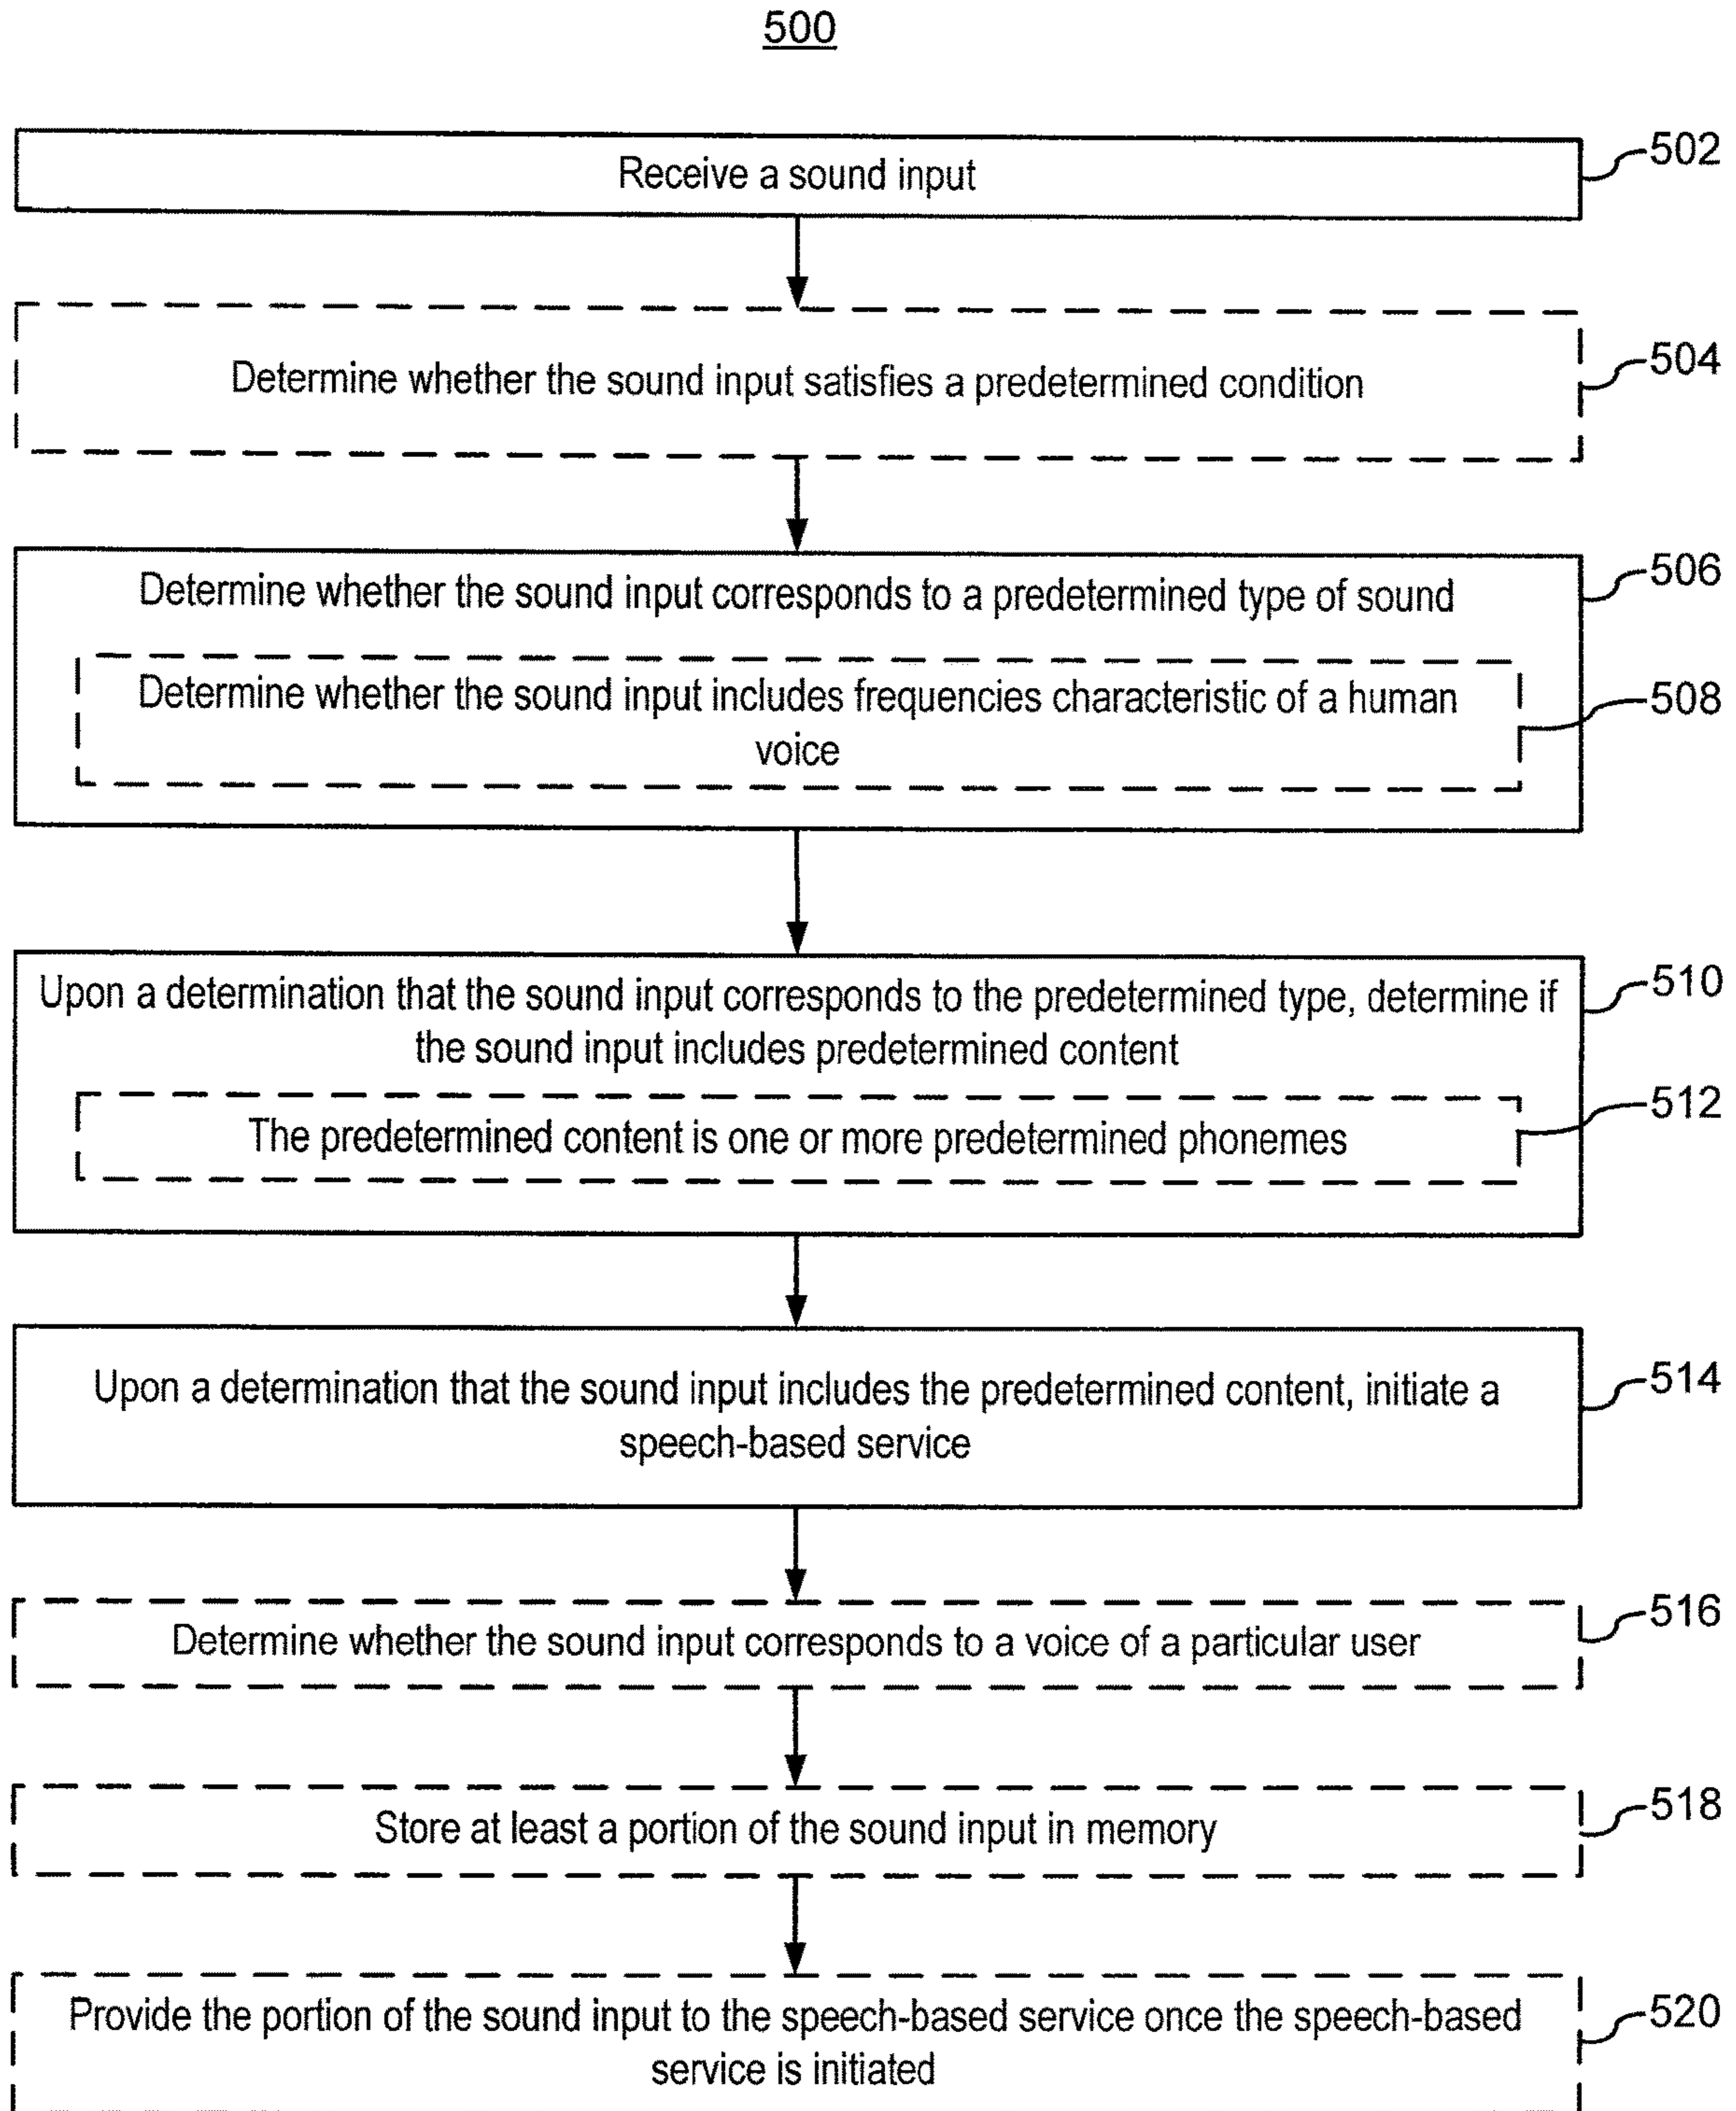 500
Receive a sound input
502
Determine whether the sound input satisfies a predetermined condition
504
Determine whether the sound input corresponds to a predetermined type of sound
506
Determine whether the sound input includes frequencies characteristic of a human
voice
508
Upon a determination that the sound input corresponds to the predetermined type, determine if
the sound input includes predetermined content
510
The predetermined content is one or more predetermined phonemes
512
Upon a determination that the sound input includes the predetermined content, initiate a
speech-based service
514
Determine whether the sound input corresponds to a voice of a particular user
516
Store at least a portion of the sound input in memory
518
Provide the portion of the sound input to the speech-based service once the speech-based
service is initiated
520